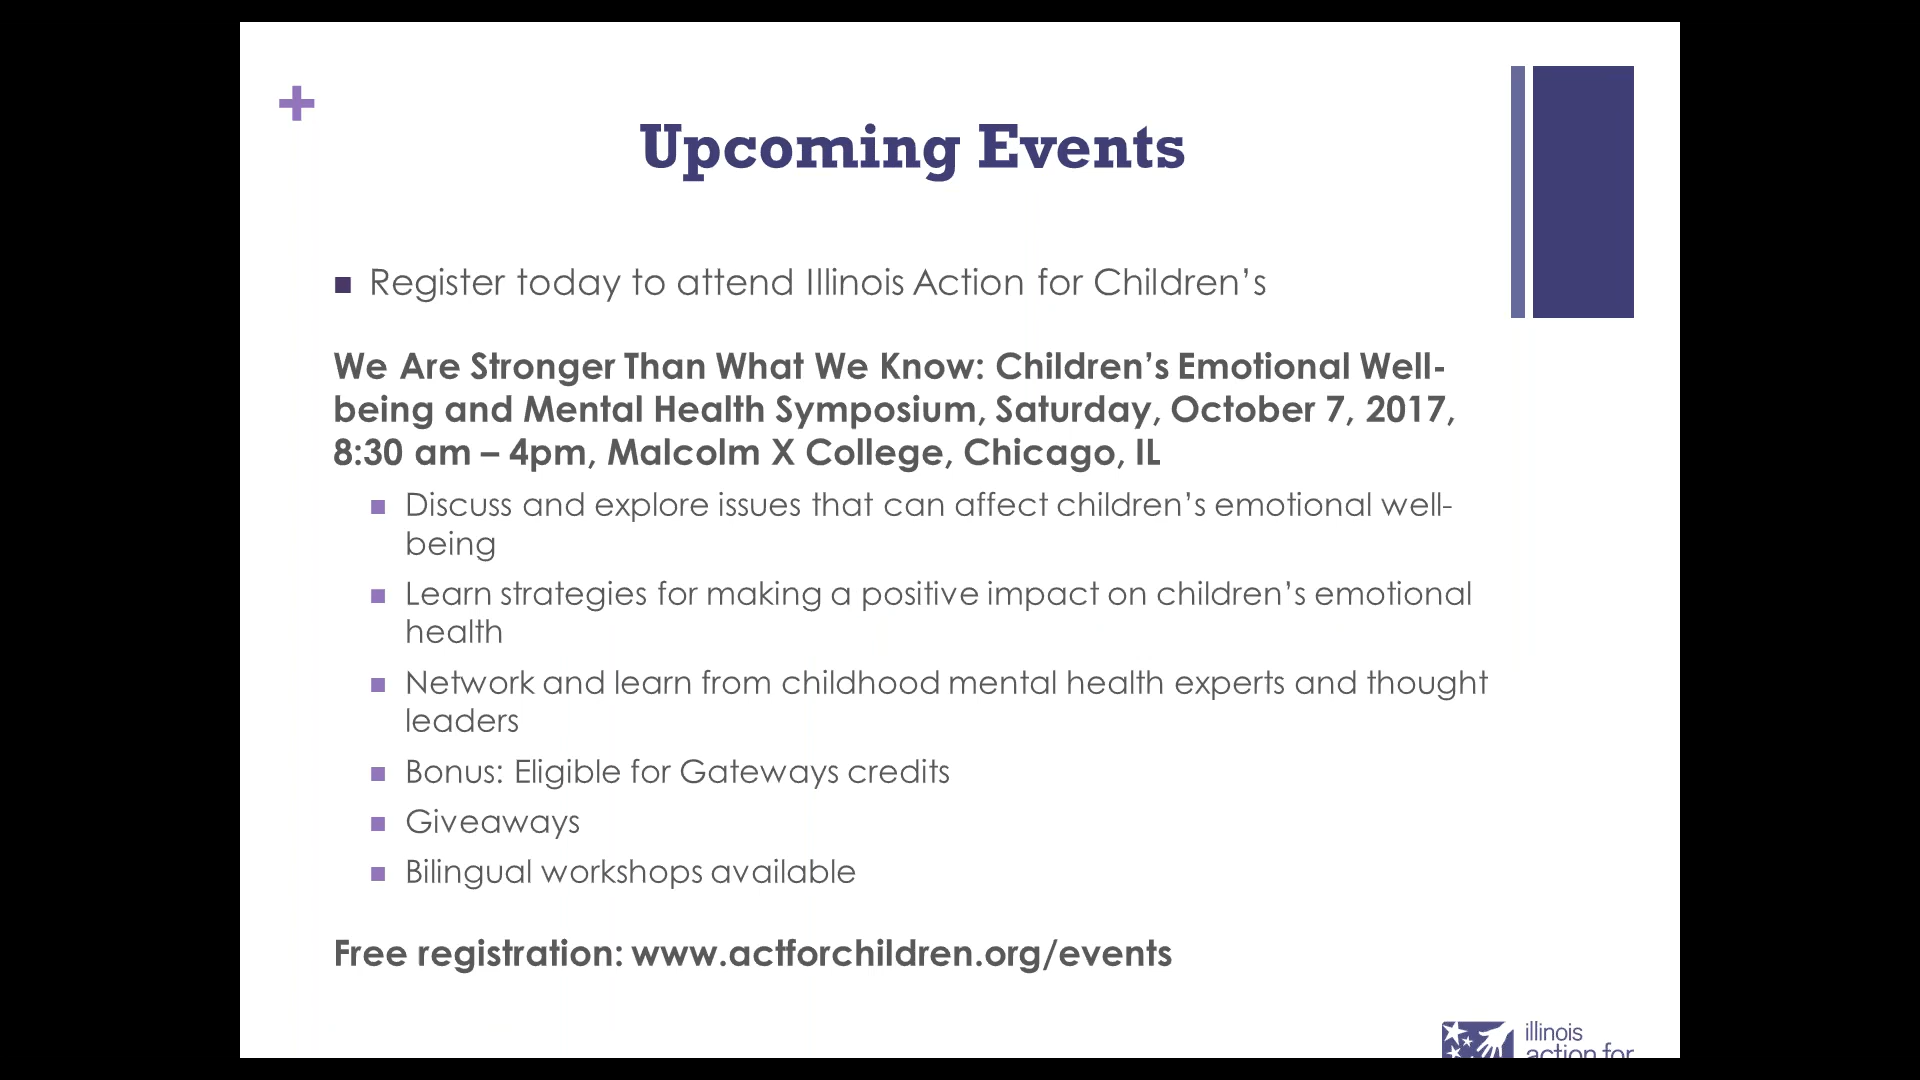 +
Upcoming Events
Register today to attend Illinois Action for Children’s
We Are Stronger Than What We Know: Children’s Emotional Well-
being and Mental Health Symposium, Saturday, October 7, 2017,
8:30 am – 4pm, Malcolm X College, Chicago, IL
Discuss and explore issues that can affect children’s emotional well-
being
Learn strategies for making a positive impact on children’s emotional
health
Network and learn from childhood mental health experts and thought
leaders
Bonus: Eligible for Gateways credits
Giveaways
Bilingual workshops available
Free registration: www.actforchildren.org/events
illinois
action for